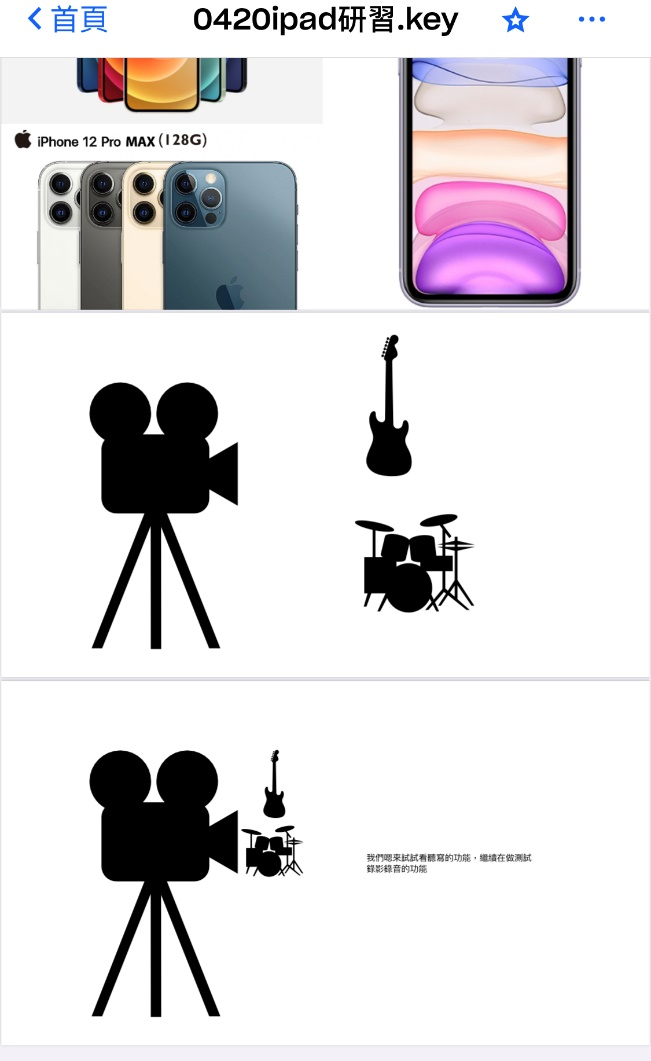 首頁
0420ipad研習.key
iPhone 12 Pro MAX (128G)
我們嗯來試試看聽寫的功能，繼續在做測試
錄影錄音的功能